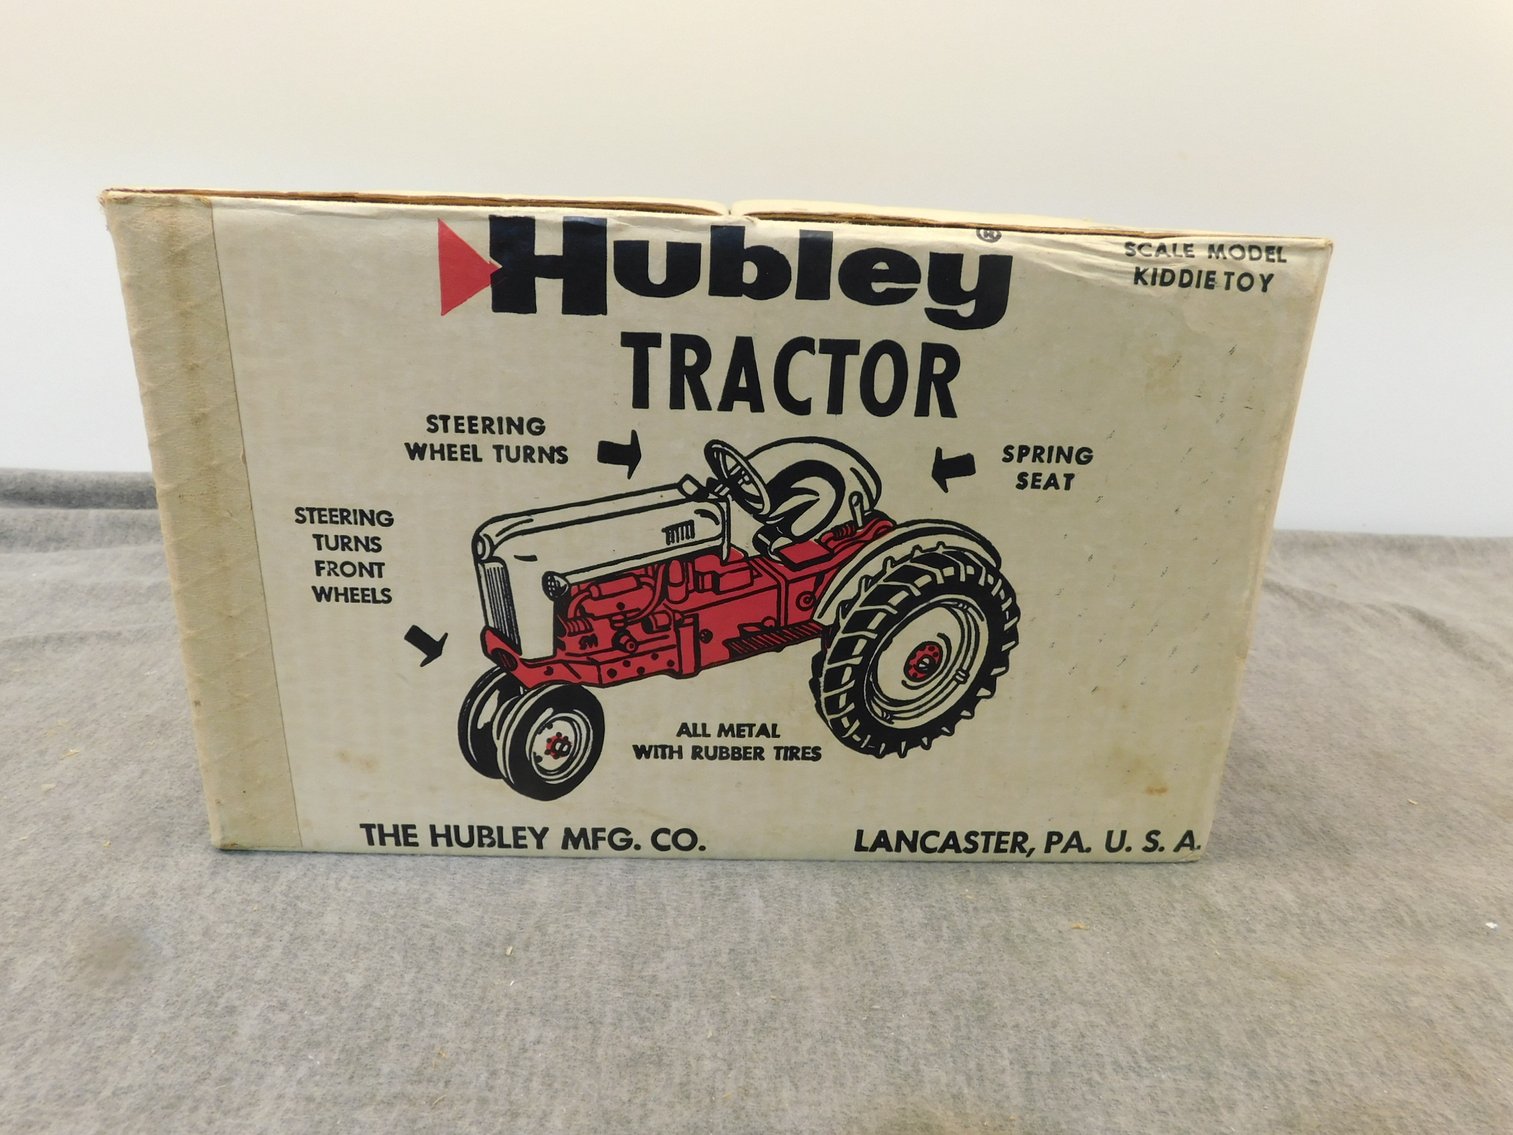 Hubley®
SCALE MODEL
KIDDIE TOY
TRACTOR
STEERING
WHEEL TURNS
SPRING
SEAT
STEERING
TURNS
FRONT
WHEELS
ALL METAL
WITH RUBBER TIRES
THE HUBLEY MFG. CO.
LANCASTER, PA. U. S. A.